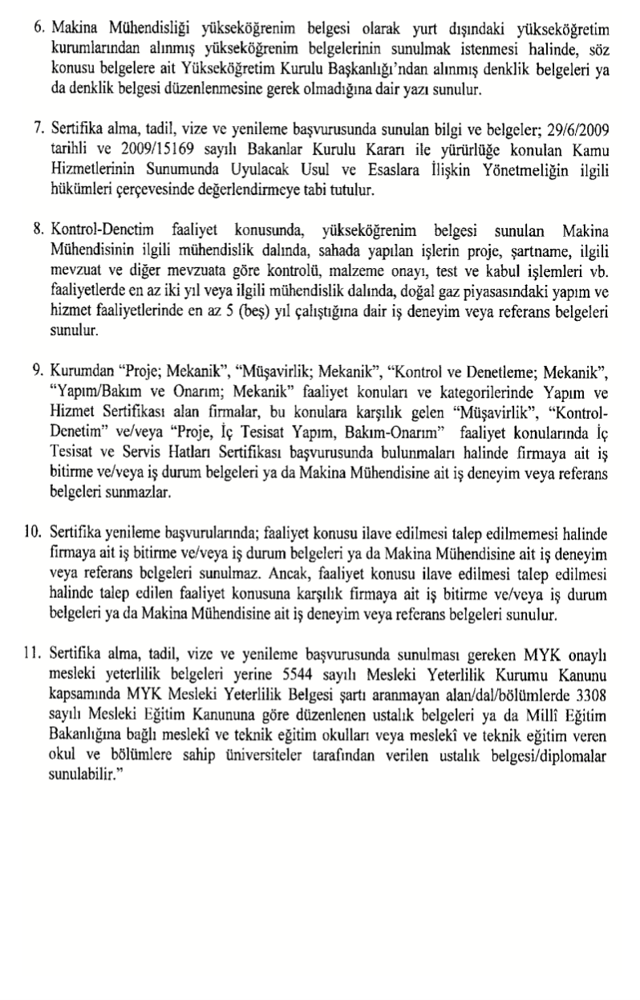 6. Makina Mühendisliği yükseköğrenim belgesi olarak yurt dışındaki yükseköğretim
kurumlarından alınmış yükseköğrenim belgelerinin sunulmak istenmesi halinde, söz
konusu belgelere ait Yükseköğretim Kurulu Başkanlığı’ndan alınmış denklik belgeleri ya
da denklik belgesi düzenlenmesine gerek olmadığına dair yazı sunulur.
7. Sertifika alma, tadil, vize ve yenileme başvurusunda sunulan bilgi ve belgeler; 29/6/2009
tarihli ve 2009/15169 sayılı Bakanlar Kurulu Kararı ile yürürlüğe konulan Kamu
Hizmetlerinin Sunumunda Uyulacak Usul ve Esaslara İlişkin Yönetmeliğin ilgili
hükümleri çerçevesinde değerlendirmeye tabi tutulur.
8. Kontrol-Denetim faaliyet konusunda, yükseköğrenim belgesi sunulan Makina
Mühendisinin ilgili mühendislik dalında, sahada yapılan işlerin proje, şartname, ilgili
mevzuat ve diğer mevzuata göre kontrolü, malzeme onayı, test ve kabul işlemleri vb.
faaliyetlerde en az iki yıl veya ilgili mühendislik dalında, doğal gaz piyasasındaki yapım ve
hizmet faaliyetlerinde en az 5 (beş) yıl çalıştığına dair iş deneyim veya referans belgeleri
sunulur.
9. Kurumdan “Proje; Mekanik”, “Müşavirlik; Mekanik”, “Kontrol ve Denetleme; Mekanik”,
“Yapım/Bakım ve Onarım; Mekanik” faaliyet konuları ve kategorilerinde Yapım ve
Hizmet Sertifikası alan firmalar, bu konulara karşılık gelen “Müşavirlik”, “Kontrol-
Denetim” ve/veya “Proje, İç Tesisat Yapım, Bakım-Onarım” faaliyet konularında İç
Tesisat ve Servis Hatları Sertifikası başvurusunda bulunmaları halinde firmaya ait iş
bitirme ve/veya iş durum belgeleri ya da Makina Mühendisine ait iş deneyim veya referans
belgeleri sunmazlar.
10. Sertifika yenileme başvurularında; faaliyet konusu ilave edilmesi talep edilmemesi halinde
firmaya ait iş bitirme ve/veya iş durum belgeleri ya da Makina Mühendisine ait iş deneyim
veya referans belgeleri sunulmaz. Ancak, faaliyet konusu ilave edilmesi talep edilmesi
halinde talep edilen faaliyet konusuna karşılık firmaya ait iş bitirme ve/veya iş durum
belgeleri ya da Makina Mühendisine ait iş deneyim veya referans belgeleri sunulur.
11. Sertifika alma, tadil, vize ve yenileme başvurusunda sunulması gereken MYK onaylı
mesleki yeterlilik belgeleri yerine 5544 sayılı Mesleki Yeterlilik Kurumu Kanunu
kapsamında MYK Mesleki Yeterlilik Belgesi şartı aranmayan alan/dal/bölümlerde 3308
sayılı Mesleki Eğitim Kanununa göre düzenlenen ustalık belgeleri ya da Millî Eğitim
Bakanlığına bağlı meslekî ve teknik eğitim okulları veya meslekî ve teknik eğitim veren
okul ve bölümlere sahip üniversiteler tarafından verilen ustalık belgesi/diplomalar
sunulabilir.”